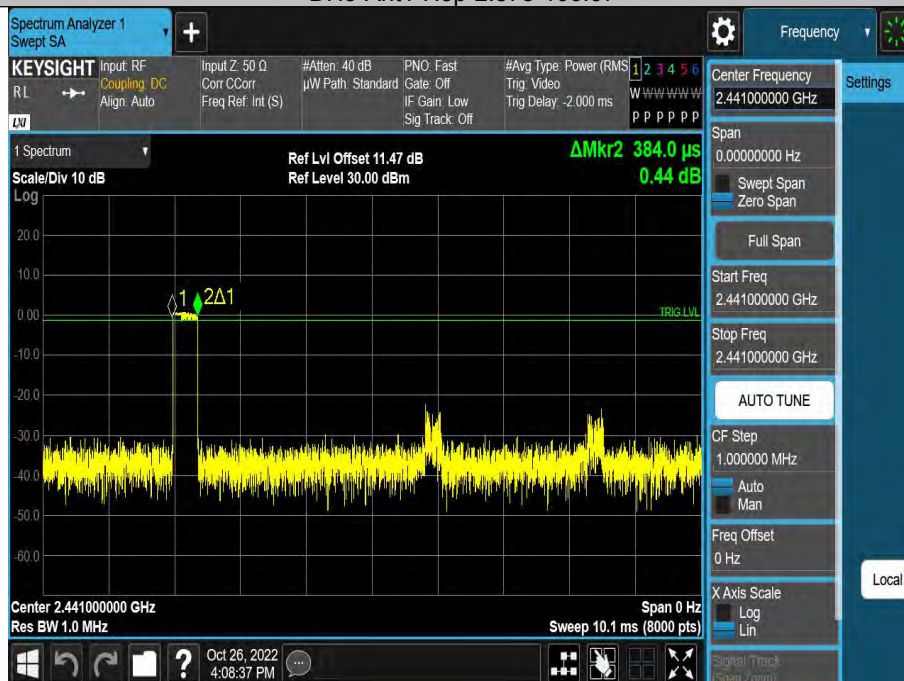 Spectrum Analyzer 1
Swept SA
+
Frequency
KEYSIGHT
RL
LXI
Input: RF
Coupling: DC
Align: Auto
Input Z: 50 Ω
Corr CCorr
Freq Ref: Int (S)
#Atten: 40 dB
µW Path: Standard
PNO: Fast
Gate: Off
IF Gain: Low
Sig Track: Off
#Avg Type: Power (RMS
Trig: Video
Trig Delay: -2.000 ms
1 2 3 4 5 6
W W W W W W
P P P P P P
Center Frequency
2.441000000 GHz
Settings
1 Spectrum
Scale/Div 10 dB
Ref Lvl Offset 11.47 dB
Ref Level 30.00 dBm
ΔMkr2 384.0 µs
0.44 dB
Log
20.0
10.0
0.00
-10.0
-20.0
-30.0
-40.0
-50.0
-60.0
1
2Δ1
TRIG LVL
Span
0.00000000 Hz
Swept Span
Zero Span
Full Span
Start Freq
2.441000000 GHz
Stop Freq
2.441000000 GHz
AUTO TUNE
CF Step
1.000000 MHz
Auto
Man
Freq Offset
0 Hz
X Axis Scale
Log
Lin
Signal Track
(Span Zoom)
Local
Center 2.441000000 GHz
Res BW 1.0 MHz
Span 0 Hz
Sweep 10.1 ms (8000 pts)
?
Oct 26, 2022
4:08:37 PM